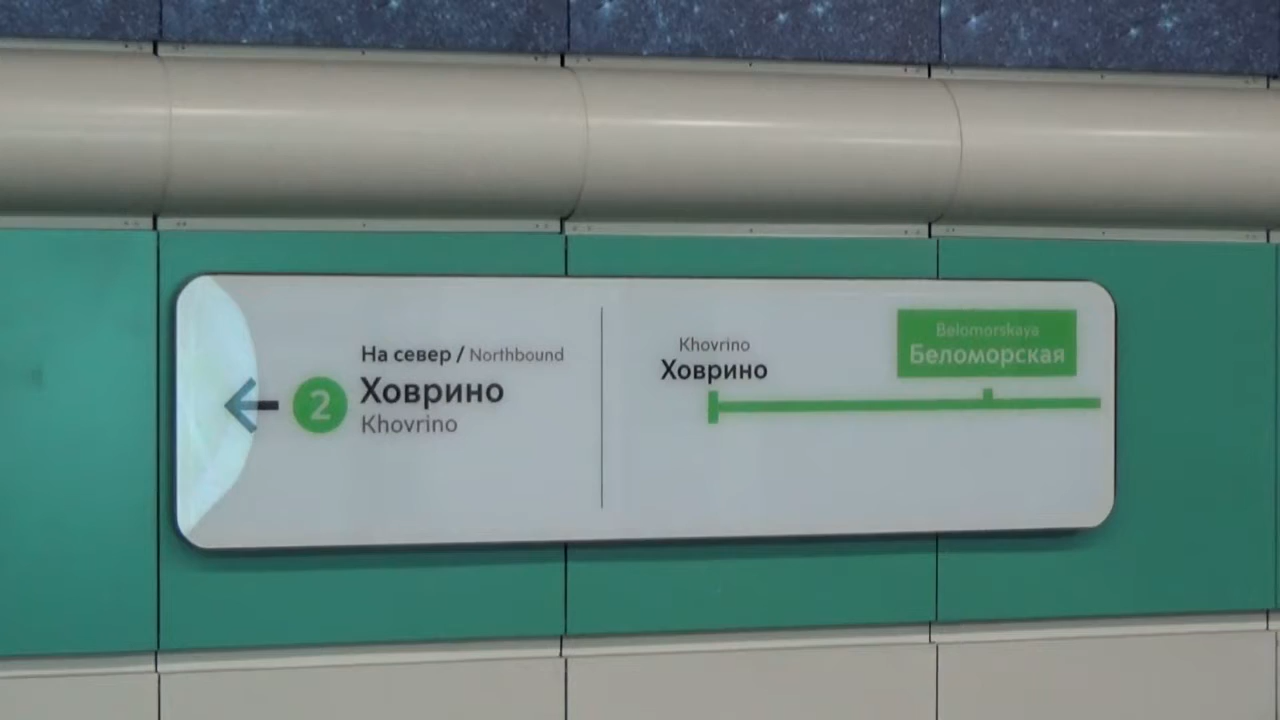 На север / Northbound
2
Ховрино
Khovrino
Khovrino
Ховрино
Belomorskaya
Беломорская